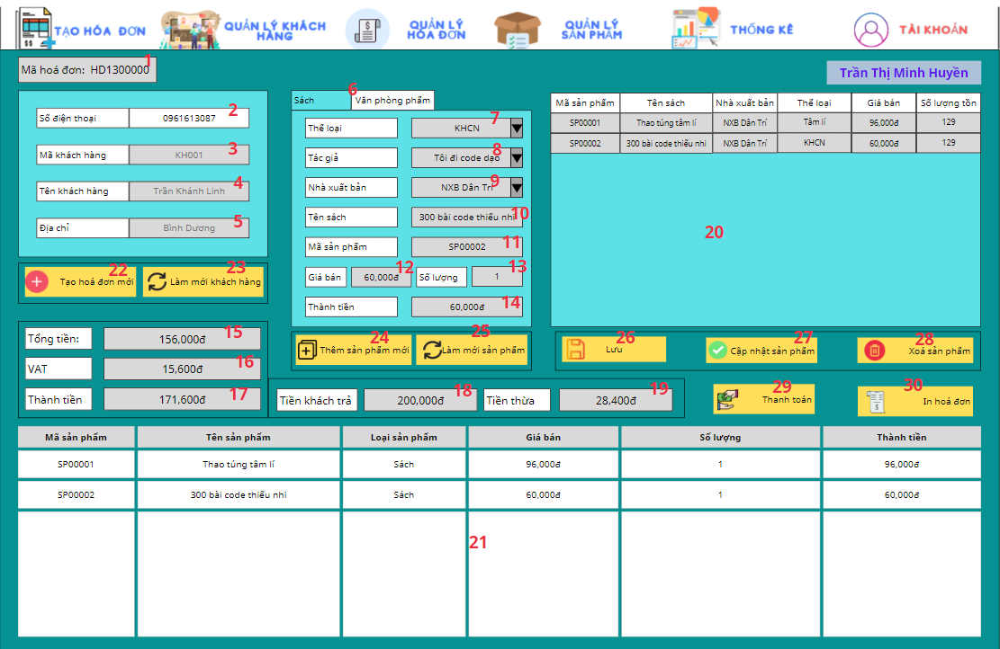 TẠO HÓA ĐƠN
QUẢN LÝ KHÁCH HÀNG
QUẢN LÝ HÓA ĐƠN
QUẢN LÝ SẢN PHẨM
THỐNG KÊ
TÀI KHOẢN
Mã hoá đơn: HD1300000 1
Trần Thị Minh Huyền
Số điện thoại 0961613087 2
Mã khách hàng KH001 3
Tên khách hàng Trần Khánh Linh 4
Địa chỉ Bình Dương 5
Tạo hoá đơn mới 22
Làm mới khách hàng 23
Sách 6 Văn phòng phẩm
Thể loại KHCN 7
Tác giả Tôi đi code dạo 8
Nhà xuất bản NXB Dân Trí 9
Tên sách 300 bài code thiếu nhi 10
Mã sản phẩm SP00002 11
Giá bán 60,000đ 12 Số lượng 1 13
Thành tiền 60,000đ 14
Thêm sản phẩm mới 24
Làm mới sản phẩm 25
Mã sản phẩm Tên sách Nhà xuất bản Thể loại Giá bán Số lượng tồn
SP00001 Thao túng tâm lí NXB Dân Trí Tâm lí 96,000đ 129
SP00002 300 bài code thiếu nhi NXB Dân Trí KHCN 60,000đ 129
20
Lưu 26
Cập nhật sản phẩm 27
Xoá sản phẩm 28
Tổng tiền: 156,000đ 15
VAT 15,600đ 16
Thành tiền 171,600đ 17
Tiền khách trả 200,000đ 18
Tiền thừa 28,400đ 19
Thanh toán 29
In hoá đơn 30
Mã sản phẩm Tên sản phẩm Loại sản phẩm Giá bán Số lượng Thành tiền
SP00001 Thao túng tâm lí Sách 96,000đ 1 96,000đ
SP00002 300 bài code thiếu nhi Sách 60,000đ 1 60,000đ
21